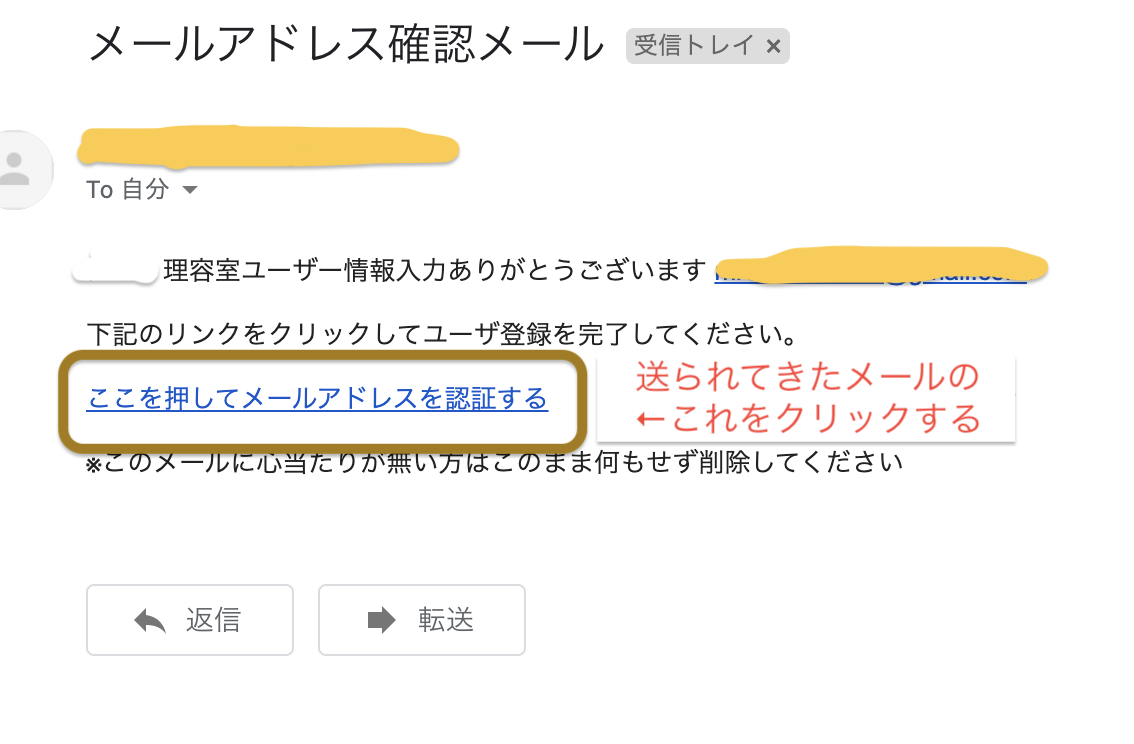 メールアドレス確認メール 受信トレイ ×
To 自分
理容室ユーザー情報入力ありがとうございます
下記のリンクをクリックしてユーザ登録を完了してください。
ここを押してメールアドレスを認証する
送られてきたメールの
←これをクリックする
※このメールに心当たりが無い方はこのまま何もせず削除してください
返信 転送